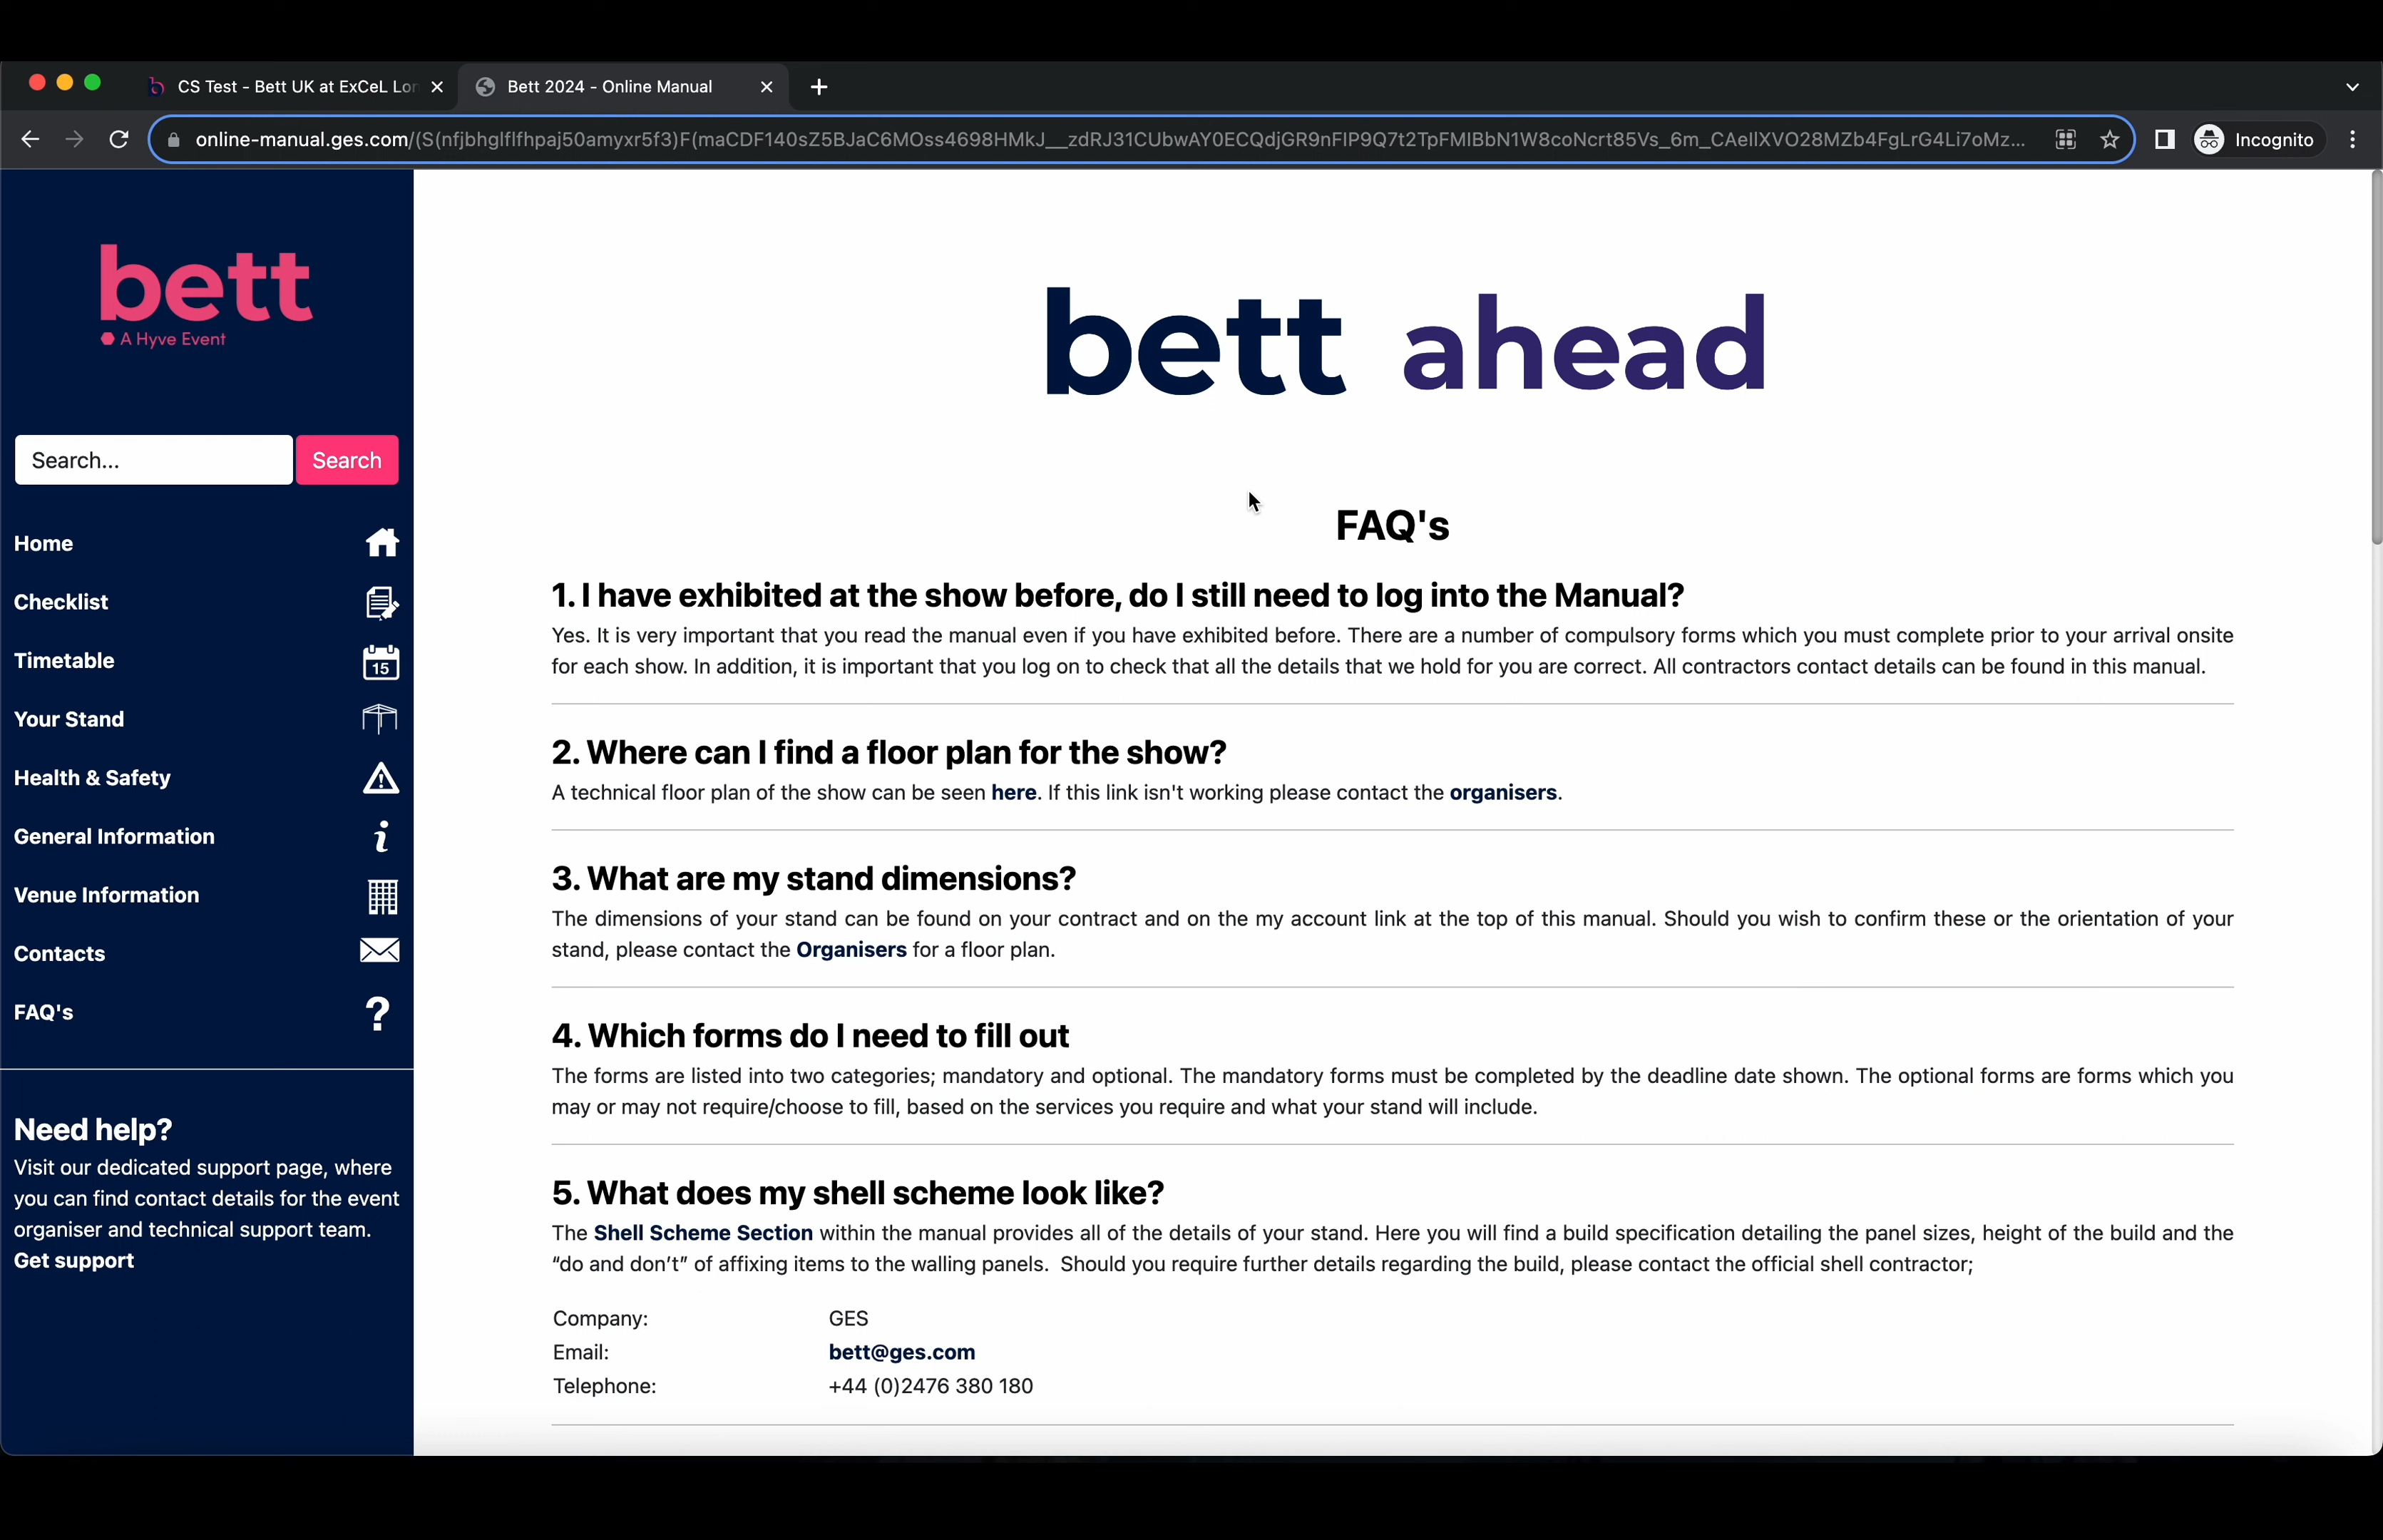 CS Test - Bett UK at ExCeL Lon
Bett 2024 - Online Manual
online-manual.ges.com/(S(nfjbhglflfhpaj50amyxr5f3)F(maCDF140sZ5BJaC6MOss4698HMkJ__zdRJ31CUbwAY0ECQdjGR9nFIP9Q7t2TpFMIBbN1W8coNcrt85Vs_6m_CAellXVO28MZb4FgLrG4Li7oMz...
Incognito
bett
A Hyve Event
Search...
Search
Home
Checklist
Timetable
15
Your Stand
Health & Safety
General Information
Venue Information
Contacts
FAQ's
Need help?
Visit our dedicated support page, where
you can find contact details for the event
organiser and technical support team.
Get support
bett ahead
FAQ's
1. I have exhibited at the show before, do I still need to log into the Manual?
Yes. It is very important that you read the manual even if you have exhibited before. There are a number of compulsory forms which you must complete prior to your arrival onsite
for each show. In addition, it is important that you log on to check that all the details that we hold for you are correct. All contractors contact details can be found in this manual.
2. Where can I find a floor plan for the show?
A technical floor plan of the show can be seen here. If this link isn't working please contact the organisers.
3. What are my stand dimensions?
The dimensions of your stand can be found on your contract and on the my account link at the top of this manual. Should you wish to confirm these or the orientation of your
stand, please contact the Organisers for a floor plan.
4. Which forms do I need to fill out
The forms are listed into two categories; mandatory and optional. The mandatory forms must be completed by the deadline date shown. The optional forms are forms which you
may or may not require/choose to fill, based on the services you require and what your stand will include.
5. What does my shell scheme look like?
The Shell Scheme Section within the manual provides all of the details of your stand. Here you will find a build specification detailing the panel sizes, height of the build and the
“do and don’t” of affixing items to the walling panels.  Should you require further details regarding the build, please contact the official shell contractor;
Company: GES
Email: bett@ges.com
Telephone: +44 (0)2476 380 180